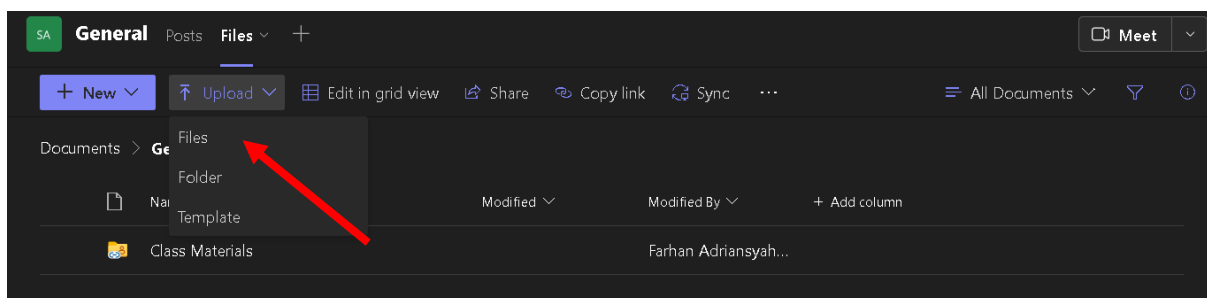 SA General Posts Files Meet
New Upload Edit in grid view Share Copy link Sync ... All Documents
Files
Documents > Ge
Folder
Na Modified Modified By + Add column
Template
Class Materials Farhan Adriansyah...